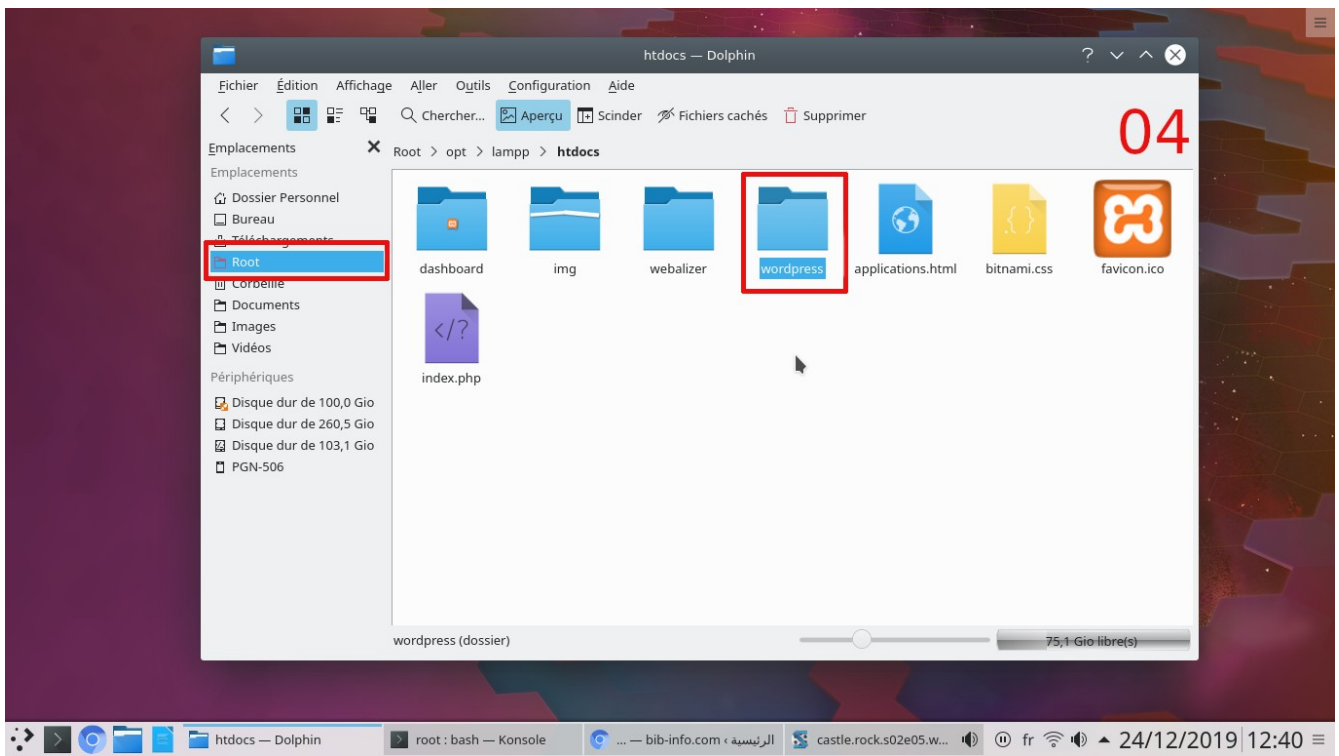 htdocs — Dolphin
Fichier Édition Affichage Aller Outils Configuration Aide
Chercher... Aperçu Scinder Fichiers cachés Supprimer
04
Emplacements
Root > opt > lampp > htdocs
Emplacements
Dossier Personnel
Bureau
Téléchargements
Root
Corbeille
Documents
Images
Vidéos
Périphériques
Disque dur de 100,0 Gio
Disque dur de 260,5 Gio
Disque dur de 103,1 Gio
PGN-506
dashboard img webalizer wordpress applications.html bitnami.css favicon.ico
index.php
wordpress (dossier)
75,1 Gio libre(s)
htdocs — Dolphin
root : bash — Konsole
... — bib-info.com › الرئيسية
castle.rock.s02e05.w...
fr
24/12/2019 12:40